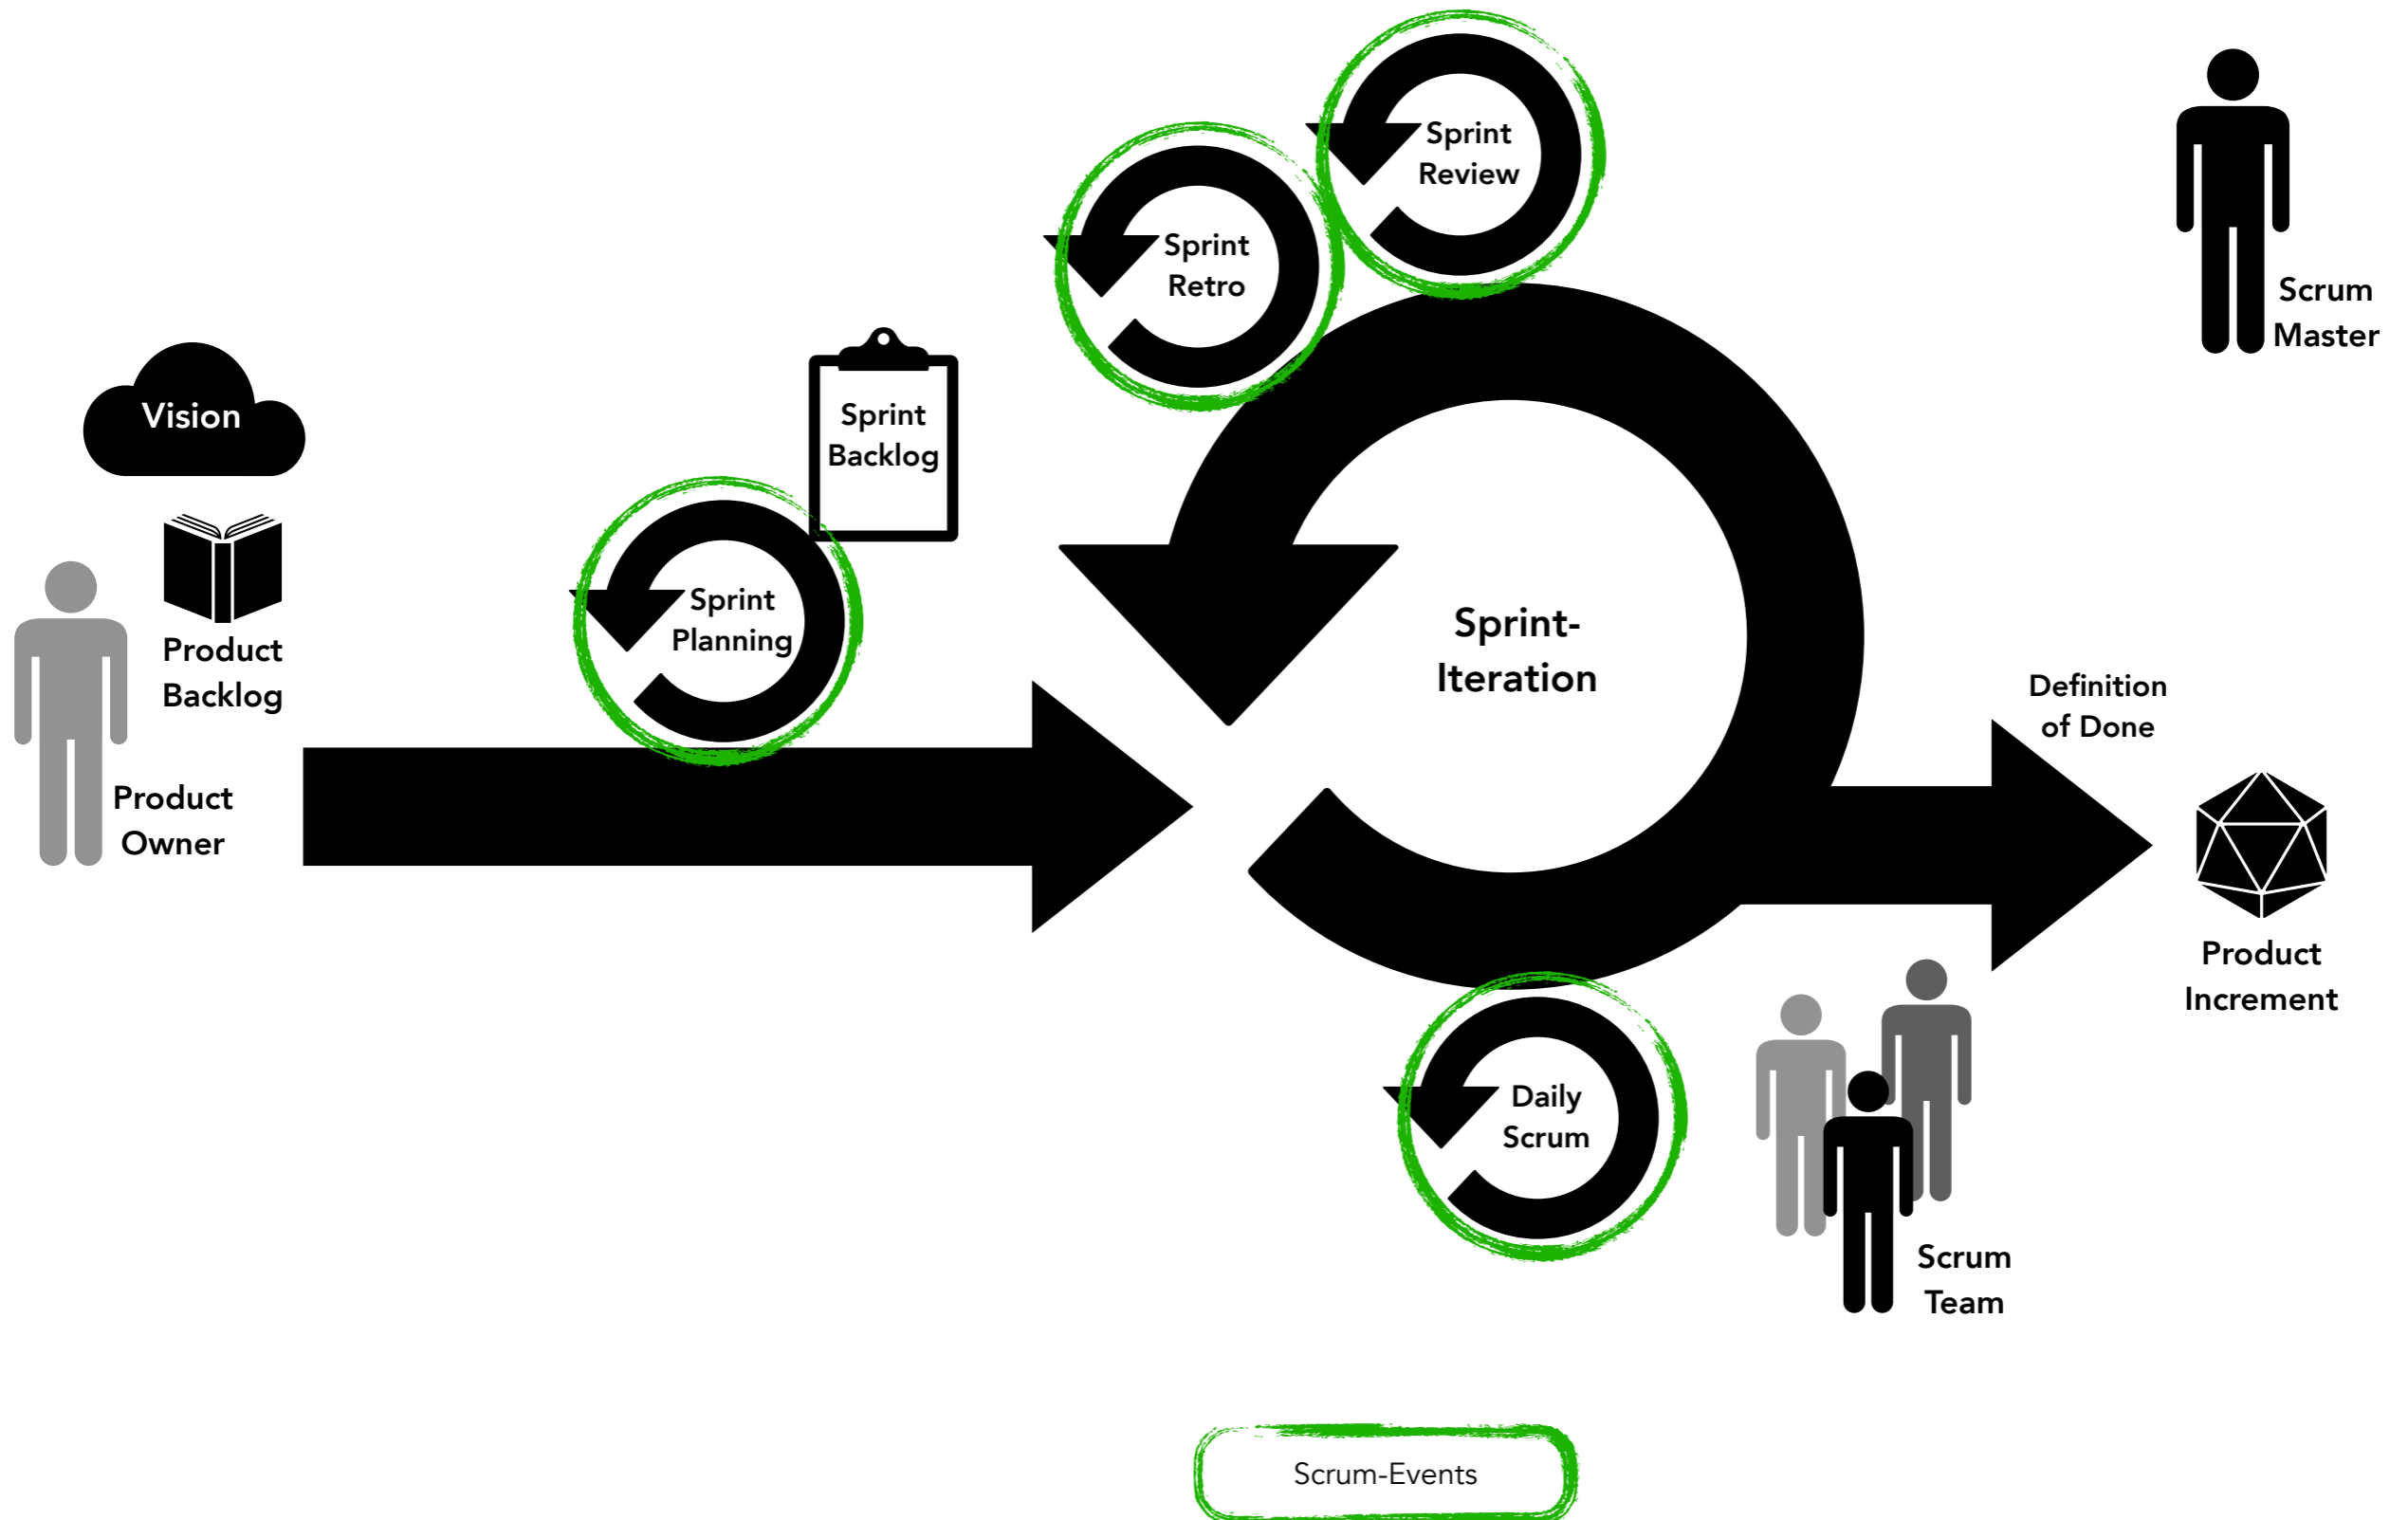 Sprint
Review
Sprint
Retro
Scrum
Master
Vision
Sprint
Backlog
Sprint
Planning
Product
Backlog
Product
Owner
Sprint-
Iteration
Definition
of Done
Product
Increment
Daily
Scrum
Scrum
Team
Scrum-Events